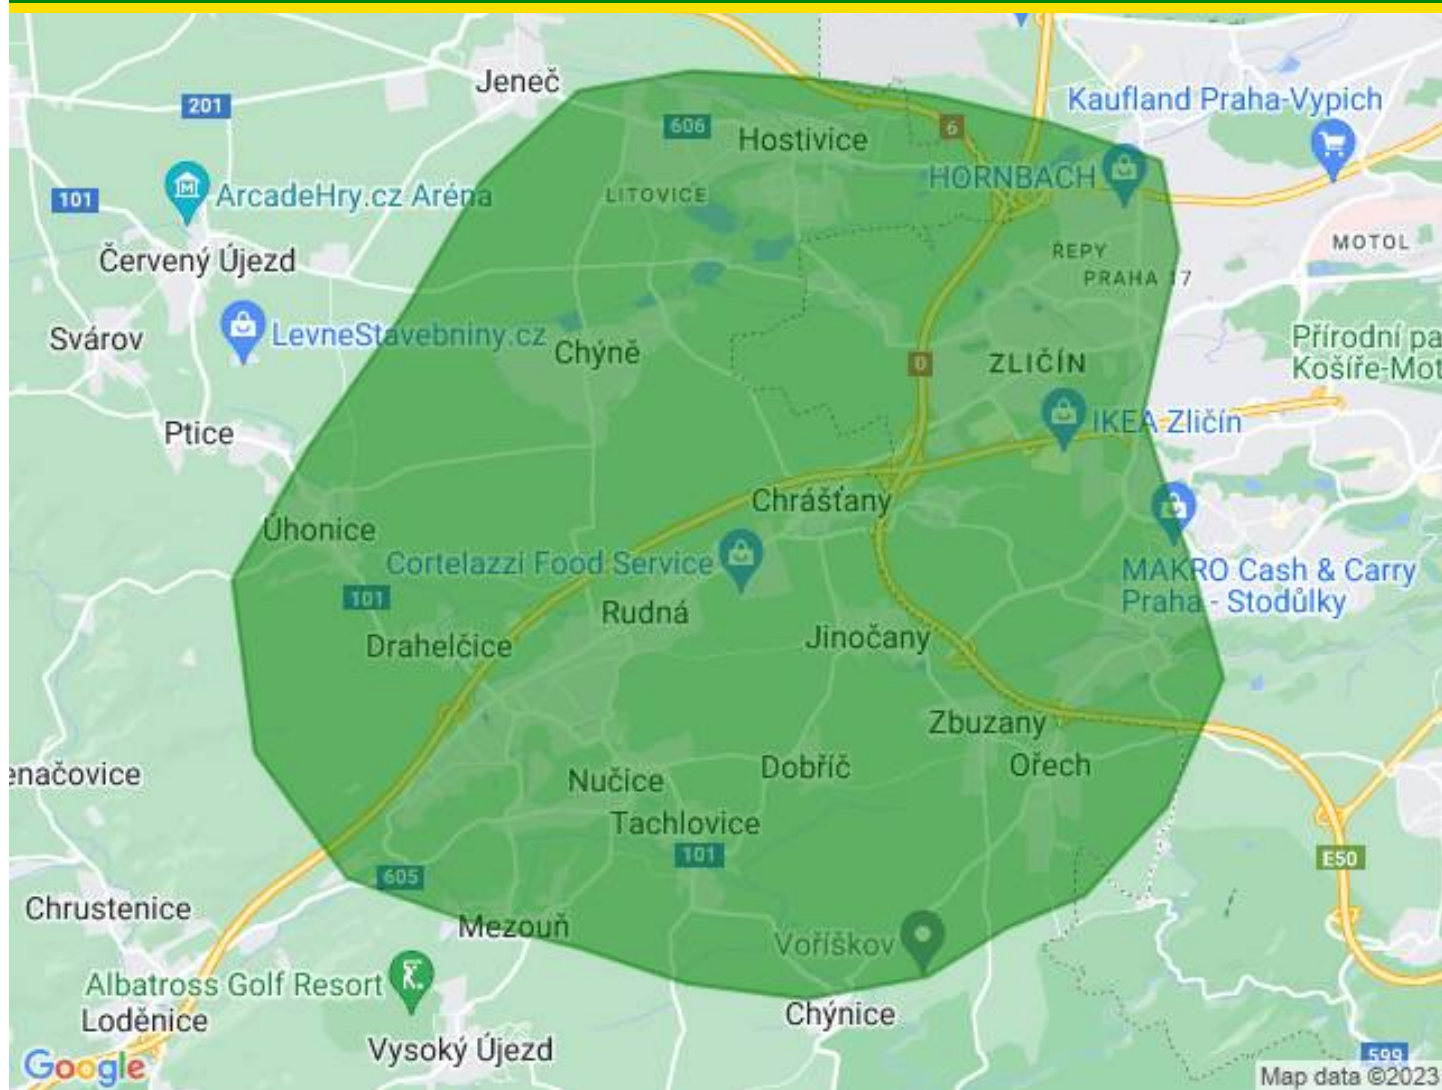 Jeneč
201
606
Hostivice
6
Kaufland Praha-Vypich
HORNBACH
101
ArcadeHry.cz Aréna
LITOVICE
ŘEPY
MOTOL
Červený Újezd
PRAHA 17
Svárov
LevneStavebniny.cz
Chýně
0
ZLIČÍN
Přírodní pa
Košíře-Mot
Ptice
IKEA Zličín
Chrášťany
Úhonice
Cortelazzi Food Service
MAKRO Cash & Carry
Praha - Stodůlky
101
Rudná
Drahelčice
Jinočany
Zbuzany
enačovice
Nučice
Dobříč
Ořech
Tachlovice
101
E50
605
Chrustenice
Mezouň
Voříškov
Albatross Golf Resort
Loděnice
Chýnice
Vysoký Újezd
599
Google
Map data ©2023